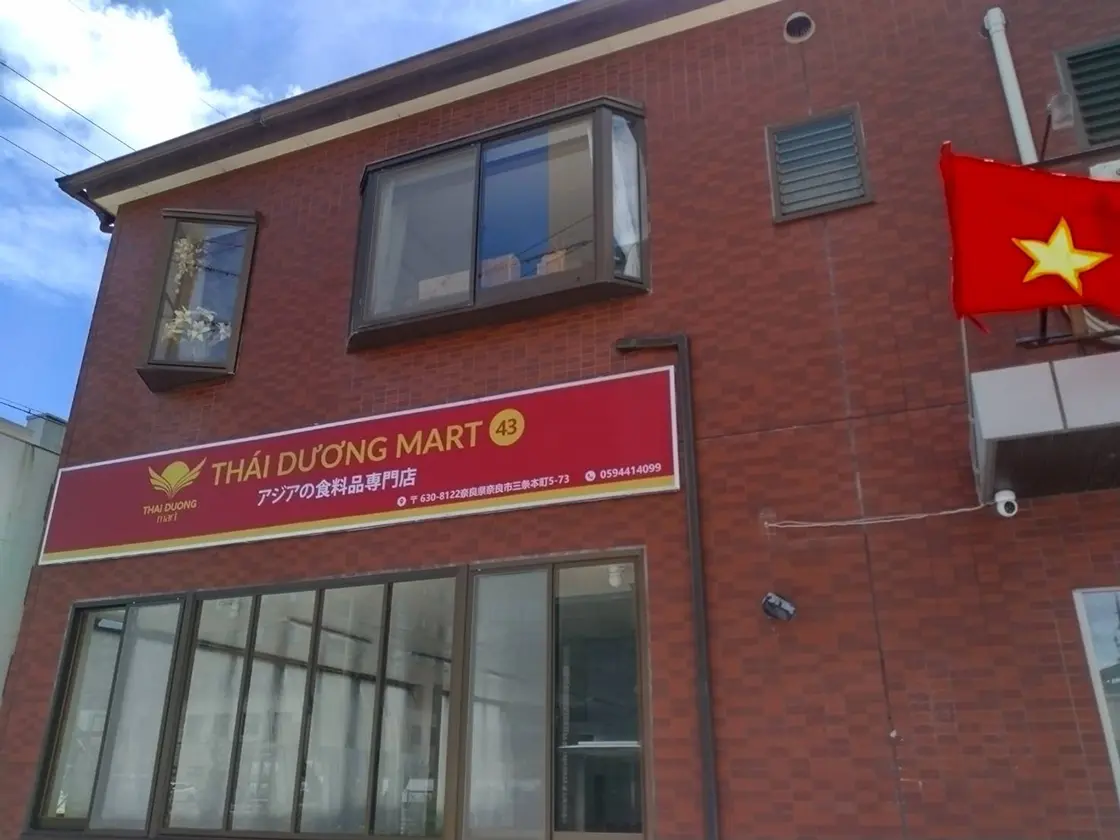 THÁI DƯƠNG MART 43
THAI DUONG
mart
アジアの食料品専門店
〒630-8122奈良県奈良市三条本町5-73 0594414099